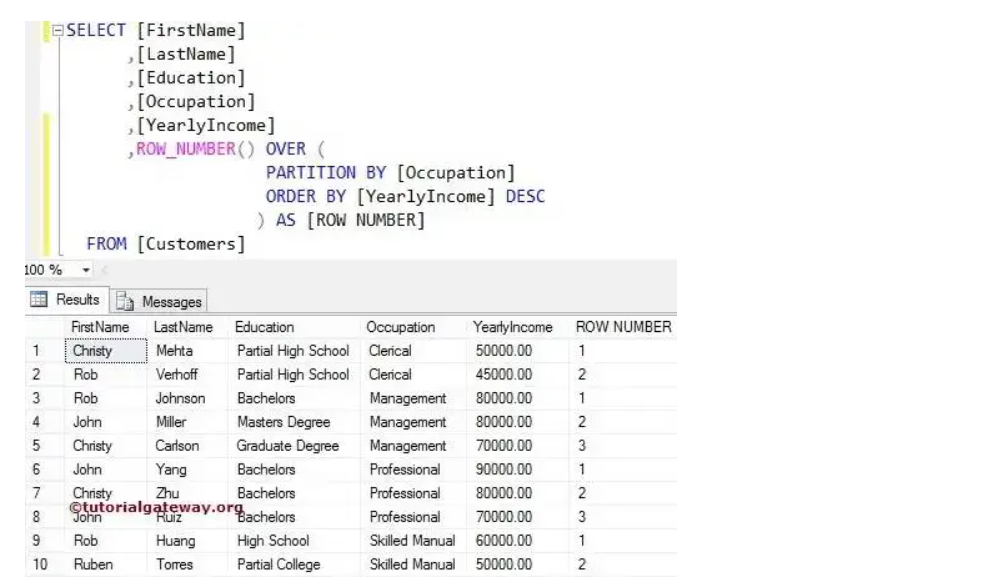 SELECT [FirstName]
,[LastName]
,[Education]
,[Occupation]
,[YearlyIncome]
,ROW_NUMBER() OVER (
PARTITION BY [Occupation]
ORDER BY [YearlyIncome] DESC
) AS [ROW NUMBER]
FROM [Customers]
100 %
Results Messages
FirstName LastName Education Occupation YearlyIncome ROW NUMBER
1 Christy Mehta Partial High School Clerical 50000.00 1
2 Rob Verhoff Partial High School Clerical 45000.00 2
3 Rob Johnson Bachelors Management 80000.00 1
4 John Miller Masters Degree Management 80000.00 2
5 Christy Carlson Graduate Degree Management 70000.00 3
6 John Yang Bachelors Professional 90000.00 1
7 Christy Zhu Bachelors Professional 80000.00 2
©tutorialgateway.org
8 John Ruiz Bachelors Professional 70000.00 3
9 Rob Huang High School Skilled Manual 60000.00 1
10 Ruben Torres Partial College Skilled Manual 50000.00 2